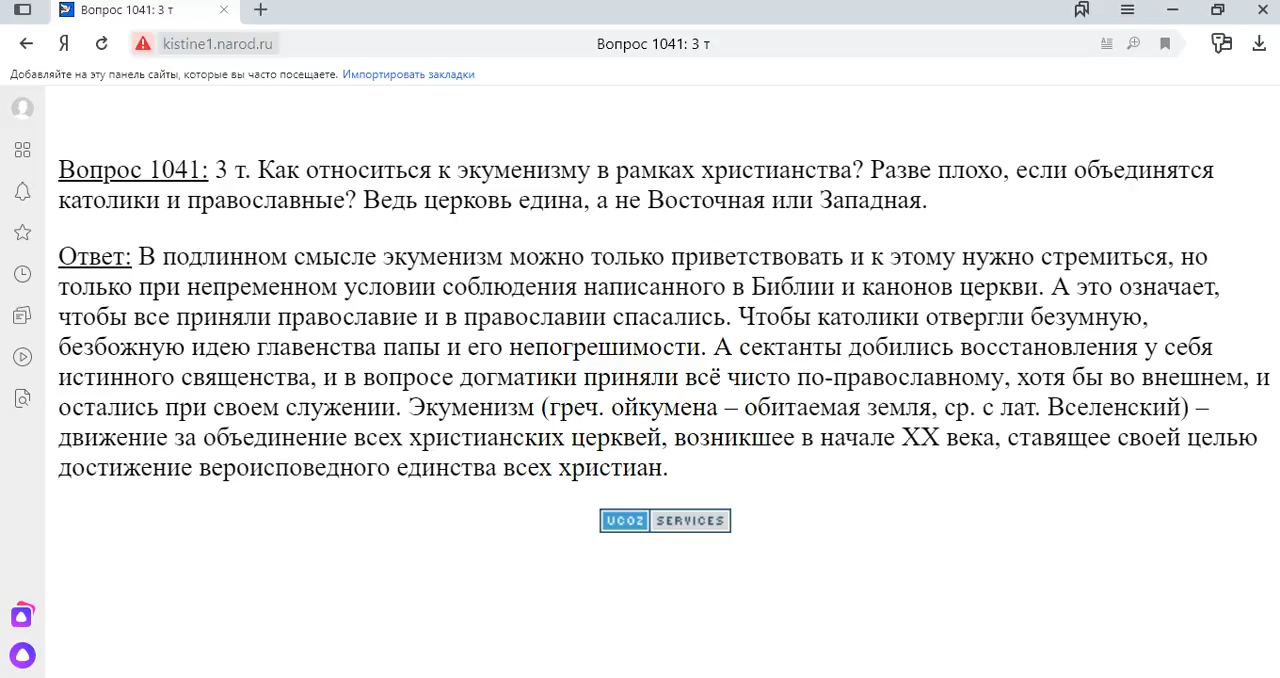 Вопрос 1041: 3 т
Я
kistine1.narod.ru
Вопрос 1041: 3 т
Добавляйте на эту панель сайты, которые вы часто посещаете. Импортировать закладки
Вопрос 1041: 3 т. Как относиться к экуменизму в рамках христианства? Разве плохо, если объединятся
католики и православные? Ведь церковь едина, а не Восточная или Западная.
Ответ: В подлинном смысле экуменизм можно только приветствовать и к этому нужно стремиться, но
только при непременном условии соблюдения написанного в Библии и канонов церкви. А это означает,
чтобы все приняли православие и в православии спасались. Чтобы католики отвергли безумную,
безбожную идею главенства папы и его непогрешимости. А сектанты добились восстановления у себя
истинного священства, и в вопросе догматики приняли всё чисто по-православному, хотя бы во внешнем, и
остались при своем служении. Экуменизм (греч. ойкумена – обитаемая земля, ср. с лат. Вселенский) –
движение за объединение всех христианских церквей, возникшее в начале XX века, ставящее своей целью
достижение вероисповедного единства всех христиан.
UCOZ SERVICES